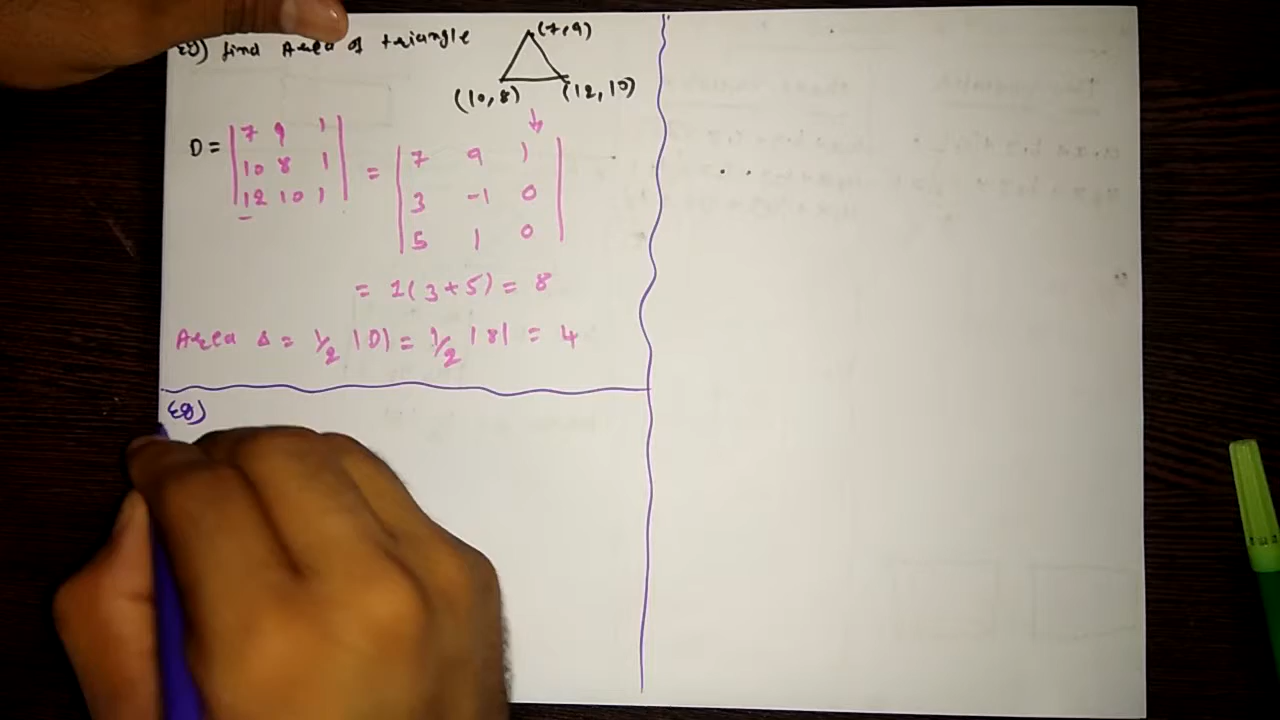 Eg) find Area of triangle
(7,9)
(10,8) (12,10)
D = |7 9 1| = |7 9 1|
|10 8 1| |3 -1 0|
|12 10 1| |5 1 0|
= 1(3+5) = 8
Area Δ = 1/2 |D| = 1/2 |8| = 4
Eg)